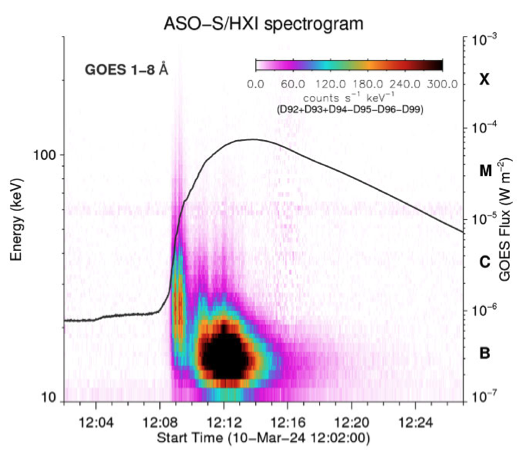 ASO-S/HXI spectrogram
GOES 1-8 Å
0.0 60.0 120.0 180.0 240.0 300.0
counts s⁻¹ keV⁻¹
(D92+D93+D94-D95-D96-D99)
Energy (keV)
100
10
10⁻³
X
10⁻⁴
M
10⁻⁵
C
10⁻⁶
B
10⁻⁷
GOES Flux (W m⁻²)
12:04 12:08 12:12 12:16 12:20 12:24
Start Time (10-Mar-24 12:02:00)